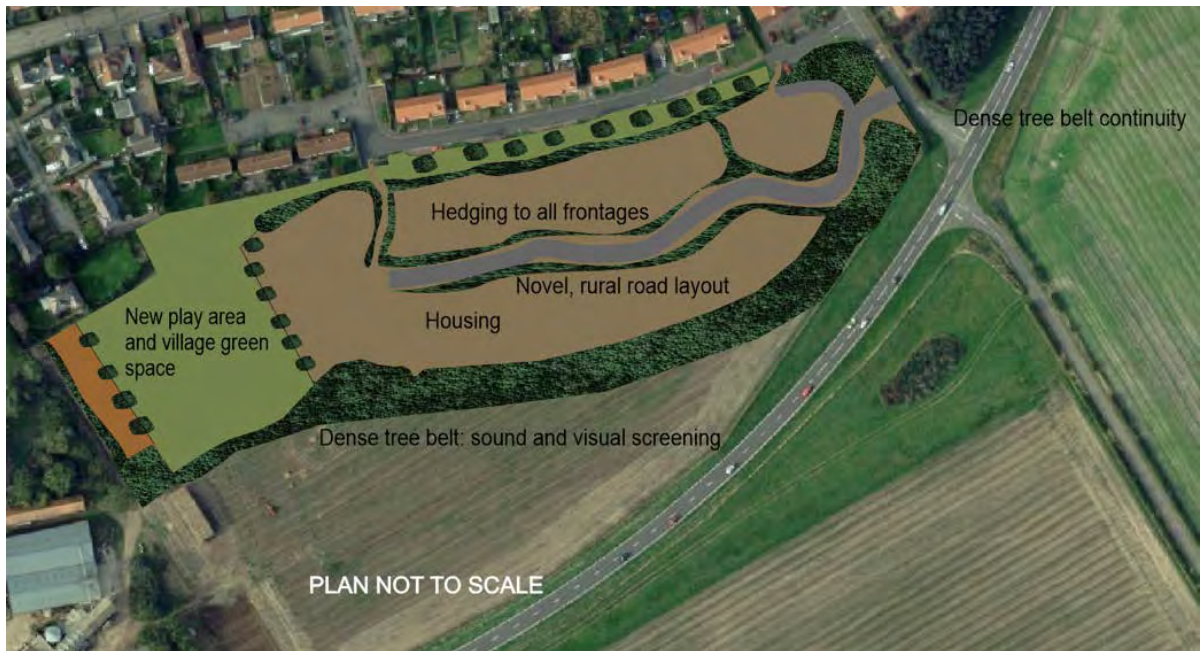 Dense tree belt continuity
Hedging to all frontages
Novel, rural road layout
New play area
and village green
space
Housing
Dense tree belt: sound and visual screening
PLAN NOT TO SCALE